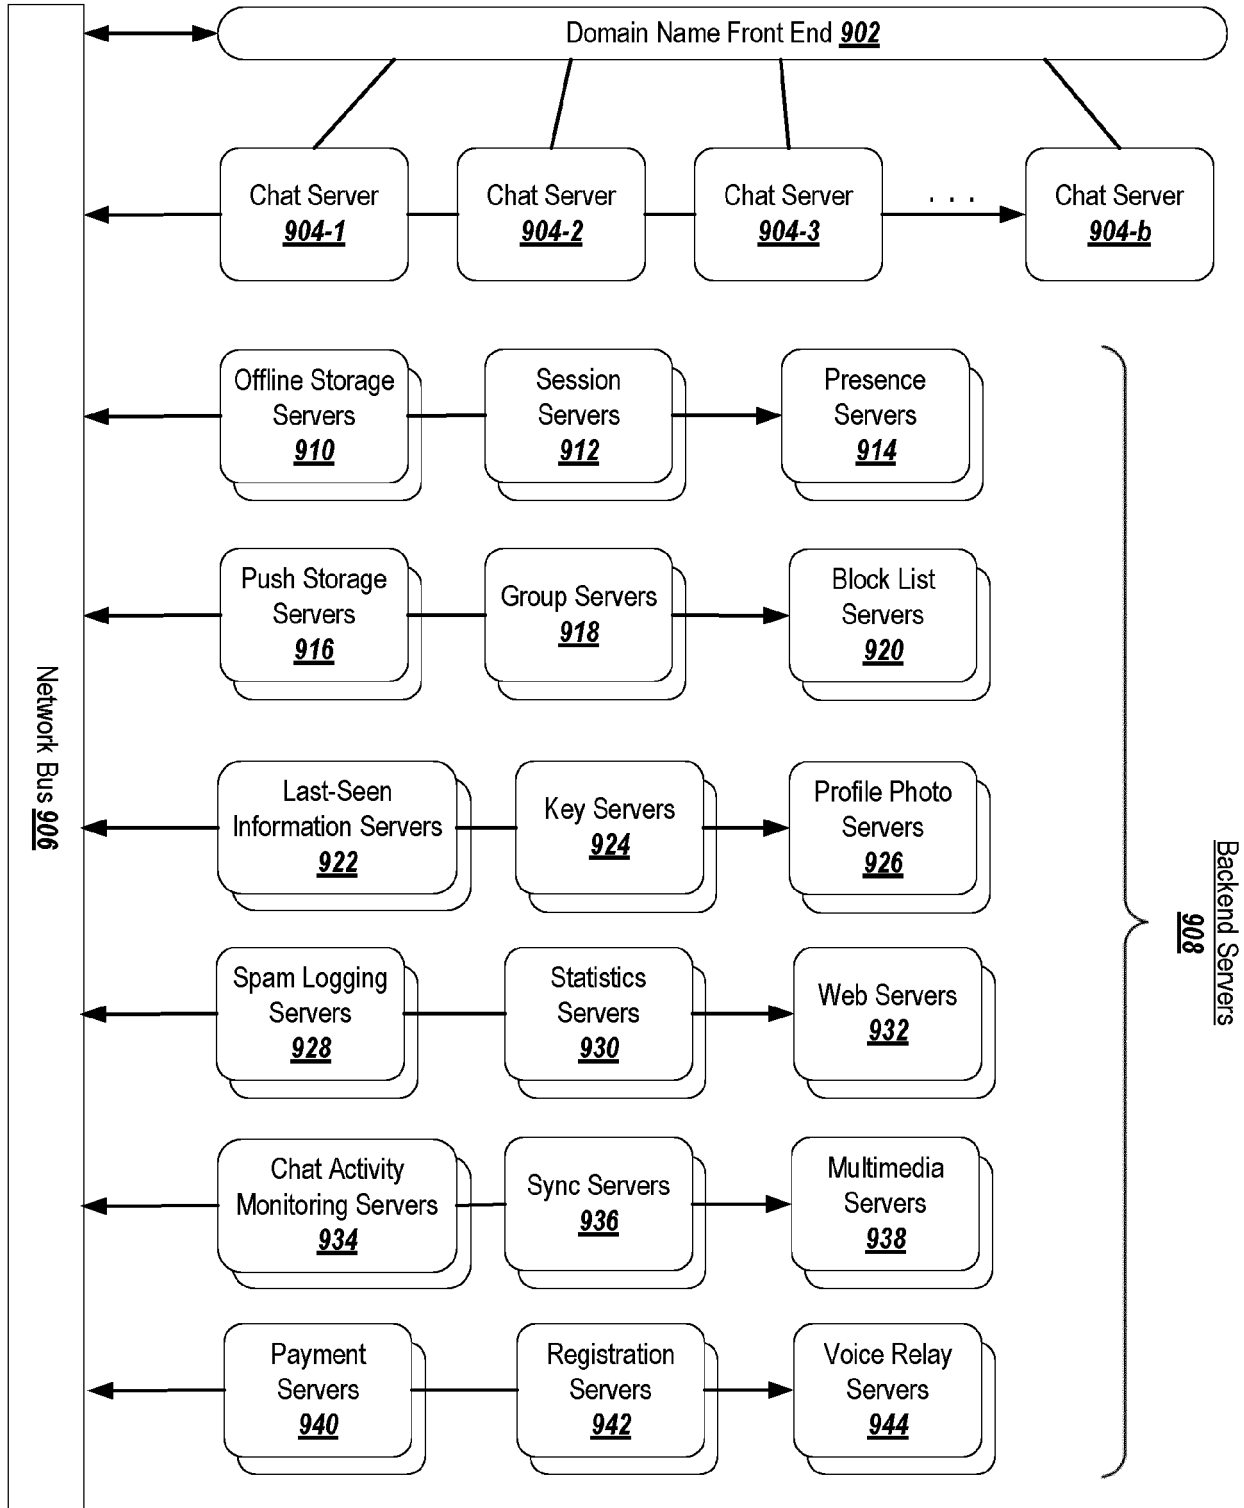 Domain Name Front End 902
Chat Server
904-1
Chat Server
904-2
Chat Server
904-3
. . .
Chat Server
904-b
Offline Storage
Servers
910
Session
Servers
912
Presence
Servers
914
Push Storage
Servers
916
Group Servers
918
Block List
Servers
920
Last-Seen
Information Servers
922
Key Servers
924
Profile Photo
Servers
926
Spam Logging
Servers
928
Statistics
Servers
930
Web Servers
932
Chat Activity
Monitoring Servers
934
Sync Servers
936
Multimedia
Servers
938
Payment
Servers
940
Registration
Servers
942
Voice Relay
Servers
944
Network Bus 906
Backend Servers
908